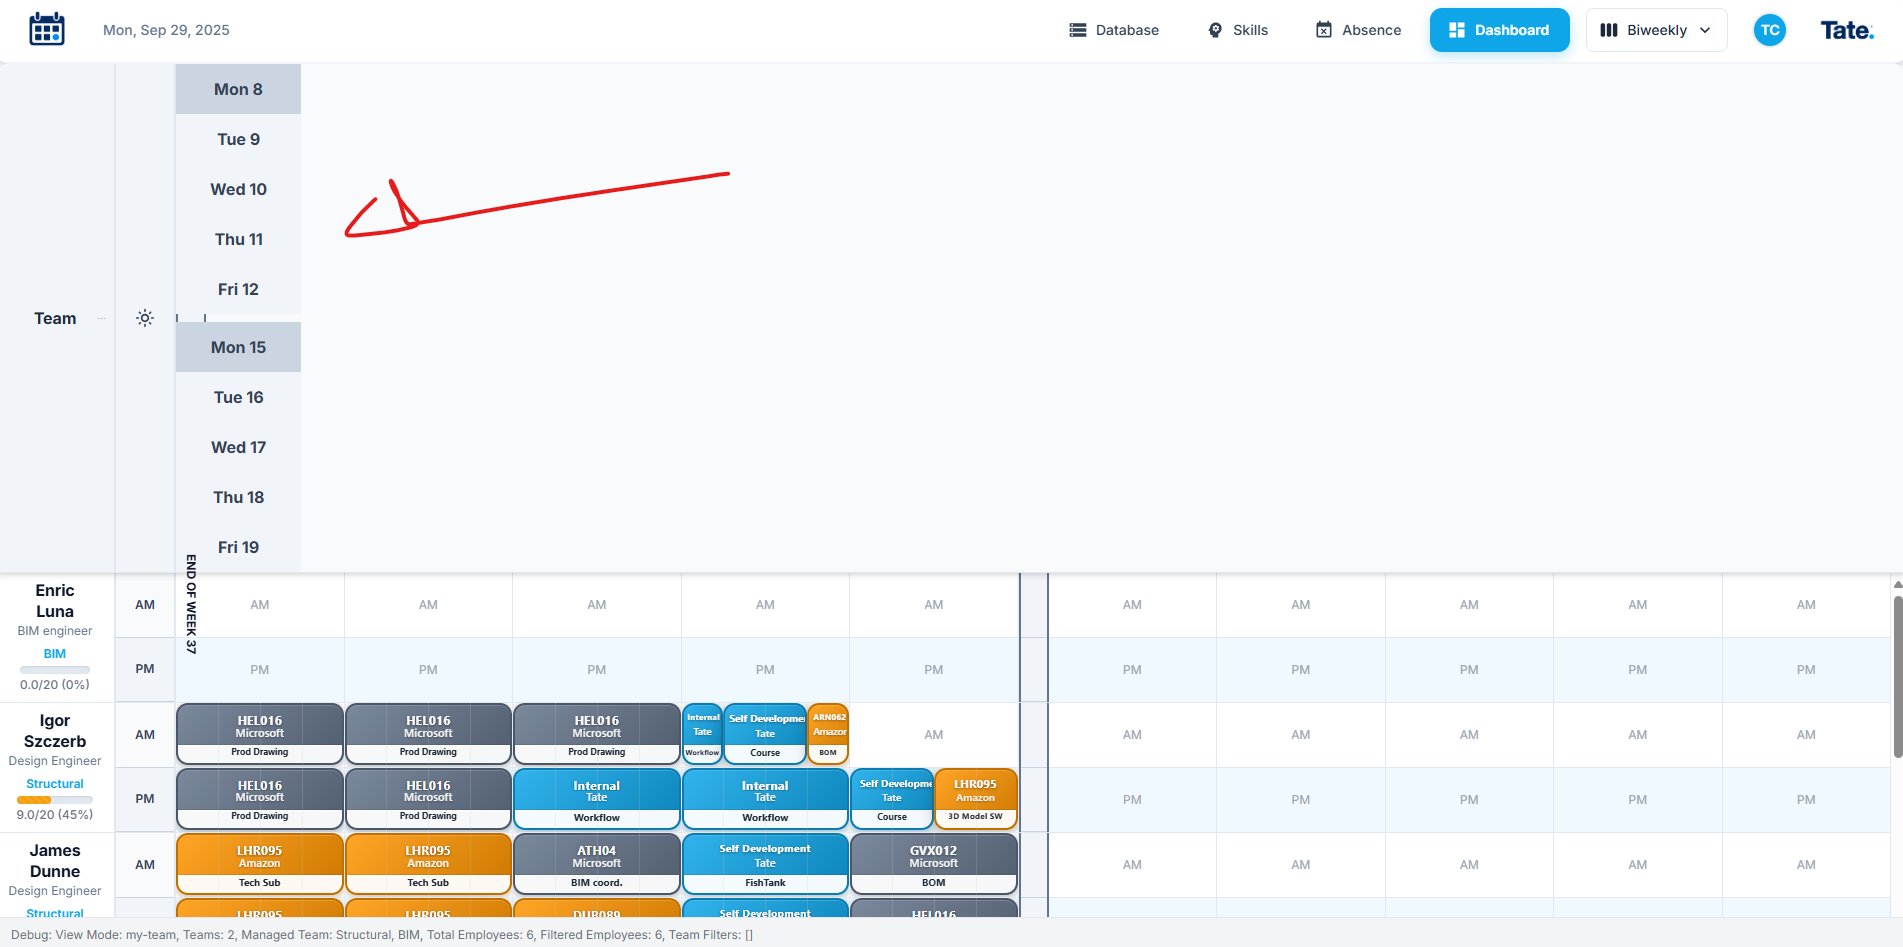 Mon, Sep 29, 2025
Database
Skills
Absence
Dashboard
Biweekly
TC
Tate.
Team
Mon 8
Tue 9
Wed 10
Thu 11
Fri 12
Mon 15
Tue 16
Wed 17
Thu 18
Fri 19
END OF WEEK 37
Enric
Luna
BIM engineer
BIM
0.0/20 (0%)
AM AM AM AM AM AM AM AM AM AM AM
PM PM PM PM PM PM PM PM PM PM PM
Igor
Szczerb
Design Engineer
Structural
9.0/20 (45%)
AM
HEL016
Microsoft
Prod Drawing
HEL016
Microsoft
Prod Drawing
HEL016
Microsoft
Prod Drawing
Internal
Tate
Workflow
Self Developme
Tate
Course
ARN062
Amazon
BOM
AM AM AM AM AM AM
PM
HEL016
Microsoft
Prod Drawing
HEL016
Microsoft
Prod Drawing
Internal
Tate
Workflow
Internal
Tate
Workflow
Self Developme
Tate
Course
LHR095
Amazon
3D Model SW
PM PM PM PM PM
James
Dunne
Design Engineer
Structural
AM
LHR095
Amazon
Tech Sub
LHR095
Amazon
Tech Sub
ATH04
Microsoft
BIM coord.
Self Development
Tate
FishTank
GVX012
Microsoft
BOM
AM AM AM AM AM
LHR095
LHR095
DUB089
Self Development
HEL016
Debug: View Mode: my-team, Teams: 2, Managed Team: Structural, BIM, Total Employees: 6, Filtered Employees: 6, Team Filters: []